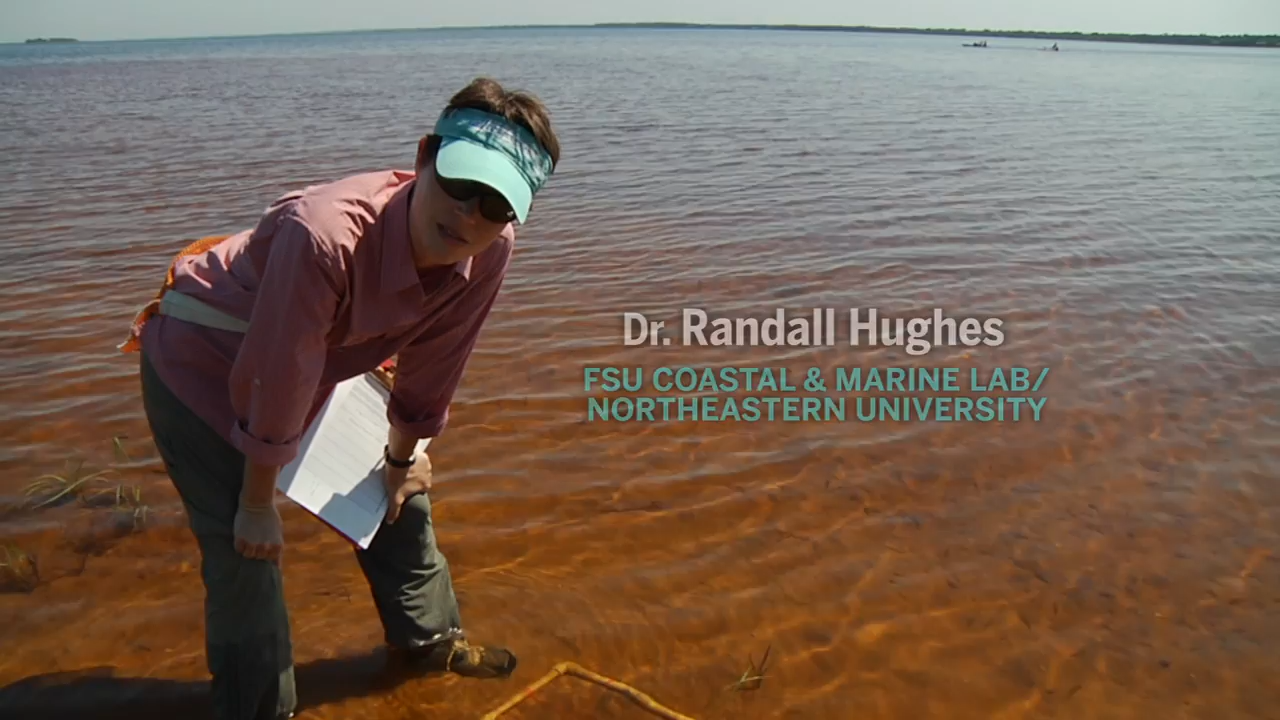 Dr. Randall Hughes
FSU COASTAL & MARINE LAB/
NORTHEASTERN UNIVERSITY